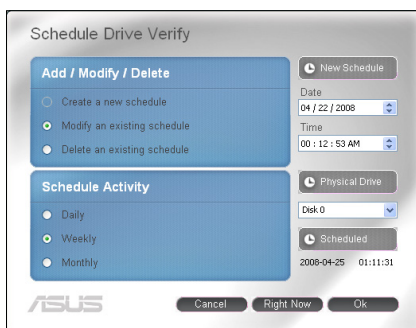 Schedule Drive Verify
Add / Modify / Delete
Create a new schedule
Modify an existing schedule
Delete an existing schedule
New Schedule
Date
04 / 22 / 2008
Time
00 : 12 : 53 AM
Schedule Activity
Daily
Weekly
Monthly
Physical Drive
Disk 0
Scheduled
2008-04-25 01:11:31
ASUS
Cancel Right Now Ok